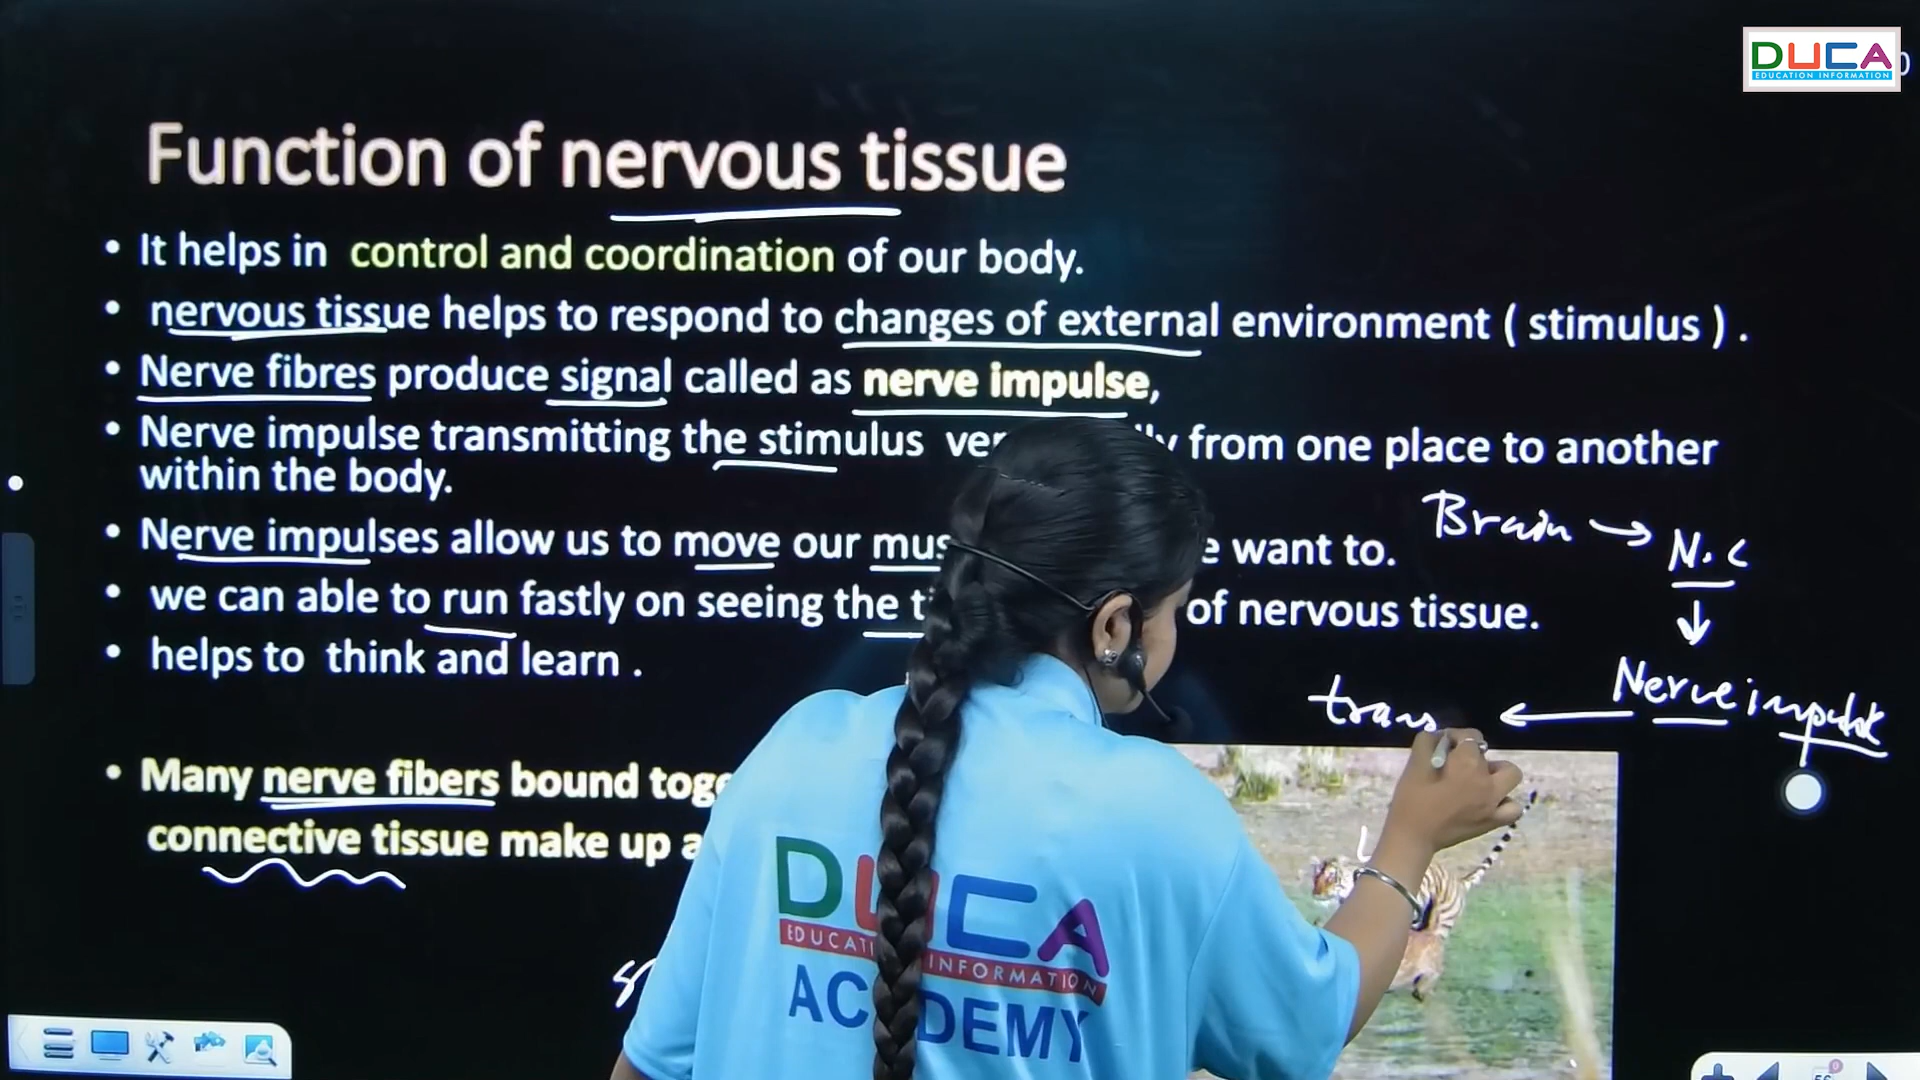 DUCA
EDUCATION INFORMATION
Function of nervous tissue
• It helps in control and coordination of our body.
• nervous tissue helps to respond to changes of external environment ( stimulus ) .
• Nerve fibres produce signal called as nerve impulse,
• Nerve impulse transmitting the stimulus from one place to another
within the body.
• Nerve impulses allow us to move our want to.
• we can able to run fastly on seeing the of nervous tissue.
• helps to think and learn .
• Many nerve fibers bound
connective tissue make up
Brain → N.C
↓
Nerve impulse
← trans
DUCA
EDUCATION INFORMATION
ACADEMY
56